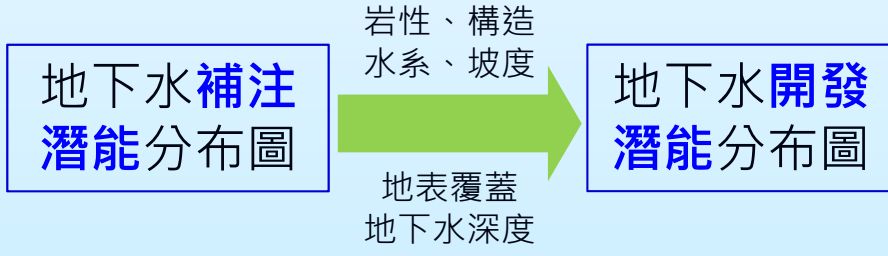 地下水補注
潛能分布圖
岩性、構造
水系、坡度
地表覆蓋
地下水深度
地下水開發
潛能分布圖